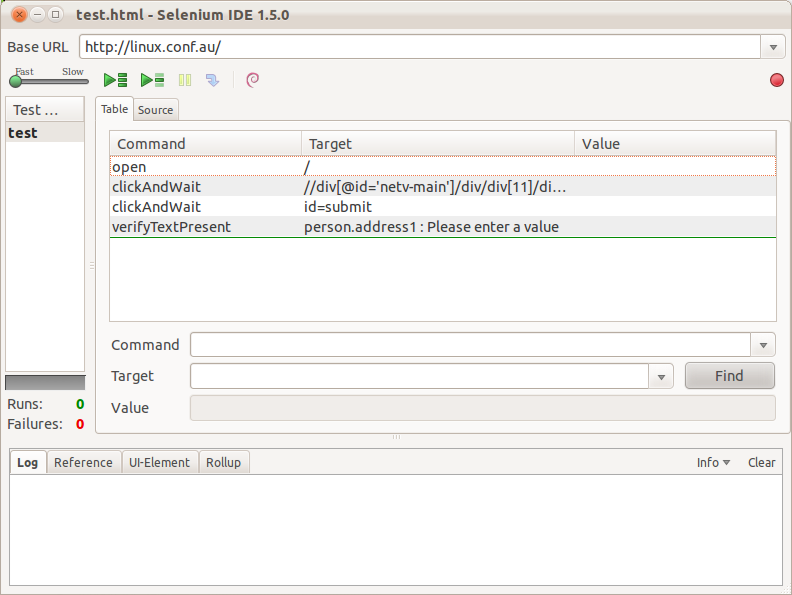 test.html - Selenium IDE 1.5.0
Base URL http://linux.conf.au/
Fast Slow
Test ...
test
Table Source
Command Target Value
open /
clickAndWait //div[@id='netv-main']/div/div[11]/di...
clickAndWait id=submit
verifyTextPresent person.address1 : Please enter a value
Command
Target Find
Value
Runs: 0
Failures: 0
Log Reference UI-Element Rollup Info Clear